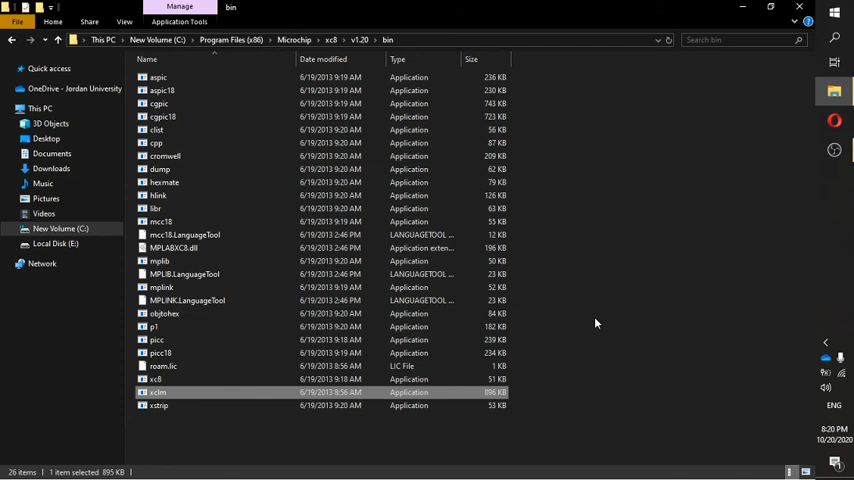 Manage
bin
File
Home
Share
View
Application Tools
This PC
New Volume (C:)
Program Files (x86)
Microchip
xc8
v1.20
bin
Search bin
Quick access
OneDrive - Jordan University
This PC
3D Objects
Desktop
Documents
Downloads
Music
Pictures
Videos
New Volume (C:)
Local Disk (E:)
Network
Name Date modified Type Size
aspic 6/19/2013 9:19 AM Application 236 KB
aspic18 6/19/2013 9:19 AM Application 230 KB
cgpic 6/19/2013 9:19 AM Application 743 KB
cgpic18 6/19/2013 9:19 AM Application 723 KB
clist 6/19/2013 9:20 AM Application 56 KB
cpp 6/19/2013 9:20 AM Application 87 KB
cromwell 6/19/2013 9:20 AM Application 209 KB
dump 6/19/2013 9:20 AM Application 62 KB
hexmate 6/19/2013 9:20 AM Application 79 KB
hlink 6/19/2013 9:20 AM Application 126 KB
libr 6/19/2013 9:20 AM Application 63 KB
mcc18 6/19/2013 9:19 AM Application 55 KB
mcc18.LanguageTool 6/19/2013 2:46 PM LANGUAGETOOL ... 12 KB
MPLABXC8.dll 6/19/2013 2:46 PM Application exten... 196 KB
mplib 6/19/2013 9:20 AM Application 50 KB
MPLIB.LanguageTool 6/19/2013 2:46 PM LANGUAGETOOL ... 23 KB
mplink 6/19/2013 9:20 AM Application 51 KB
MPLINK.LanguageTool 6/19/2013 2:46 PM LANGUAGETOOL ... 23 KB
objtohex 6/19/2013 9:20 AM Application 84 KB
p1 6/19/2013 9:20 AM Application 182 KB
picc 6/19/2013 9:18 AM Application 239 KB
picc18 6/19/2013 9:19 AM Application 234 KB
roam.lic 6/19/2013 8:56 AM LIC File 1 KB
xc8 6/19/2013 9:18 AM Application 51 KB
xclm 6/19/2013 8:56 AM Application 896 KB
xstrip 6/19/2013 9:20 AM Application 53 KB
26 items 1 item selected 895 KB
ENG
8:20 PM
10/20/2020
1